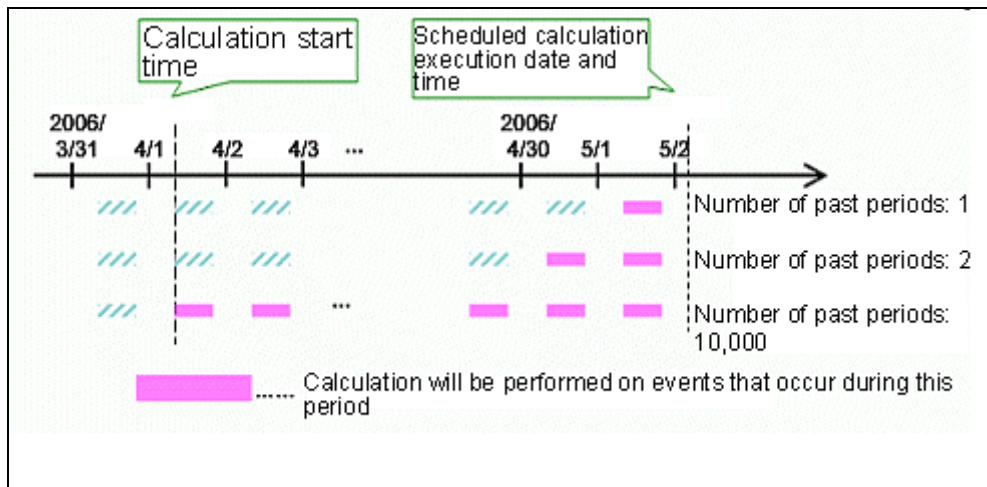 Calculation start
time
Scheduled calculation
execution date and
time
2006/
3/31 4/1 4/2 4/3 ...
2006/
4/30 5/1 5/2
Number of past periods: 1
Number of past periods: 2
...
Number of past periods:
10,000
...... Calculation will be performed on events that occur during this
period